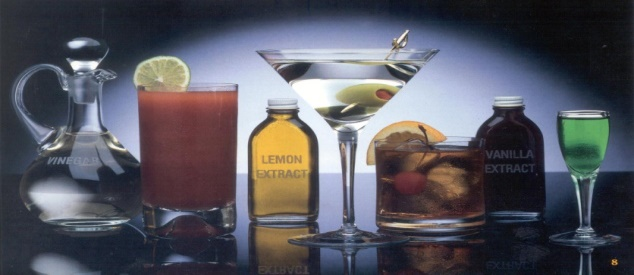 VINEGAR
LEMON
EXTRACT
VANILLA
EXTRACT
8